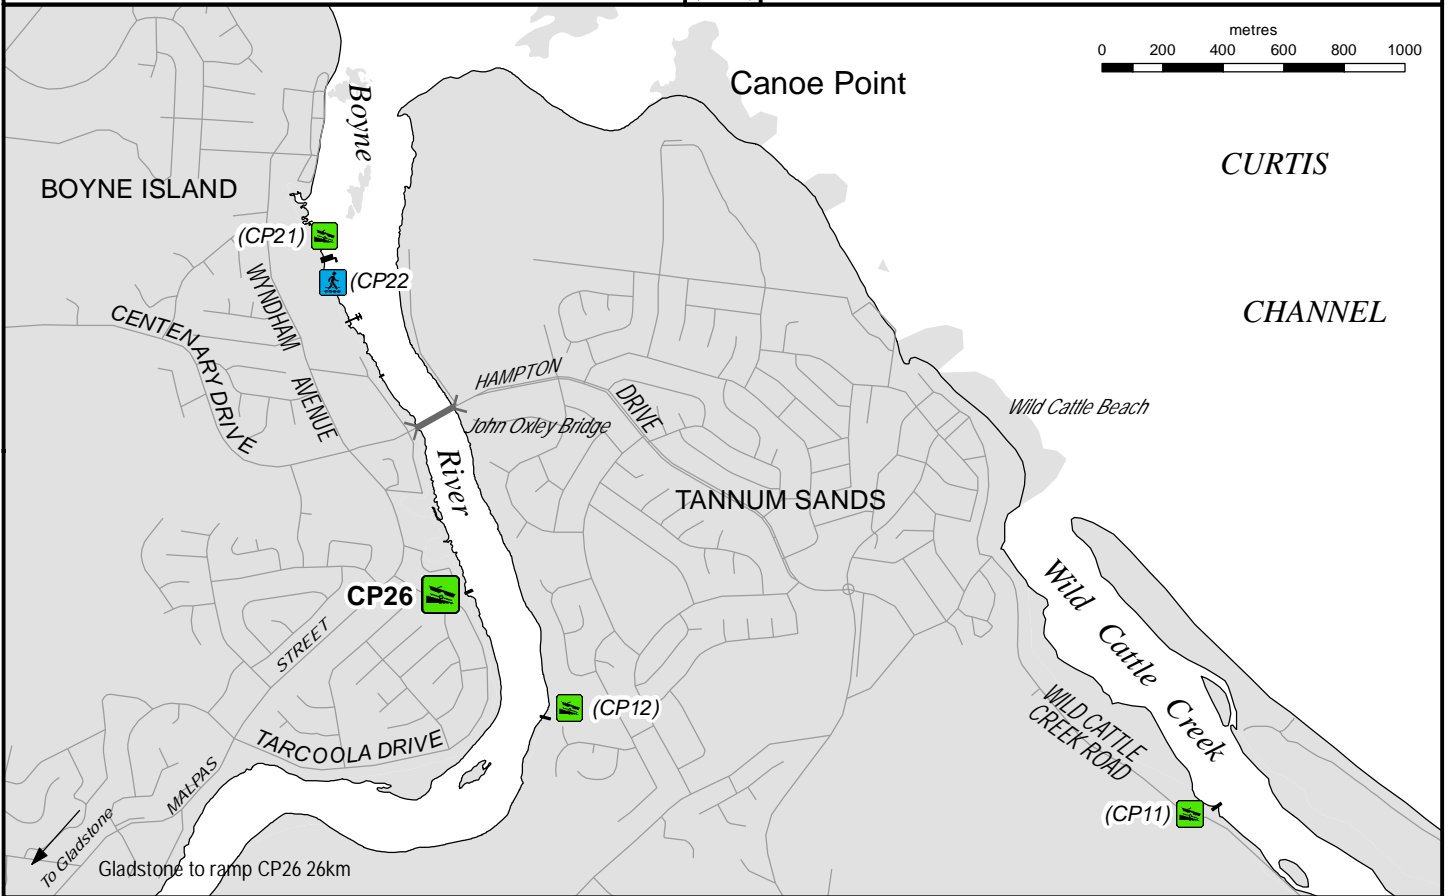 metres
0 200 400 600 800 1000
Canoe Point
Boyne
CURTIS
BOYNE ISLAND
(CP21)
(CP22
WYNDHAM
AVENUE
CENTENARY DRIVE
CHANNEL
HAMPTON
DRIVE
John Oxley Bridge
Wild Cattle Beach
River
TANNUM SANDS
CP26
Wild Cattle Creek
STREET
(CP12)
WILD CATTLE
CREEK ROAD
TARCOOLA DRIVE
MALPAS
(CP11)
To Gladstone
Gladstone to ramp CP26 26km